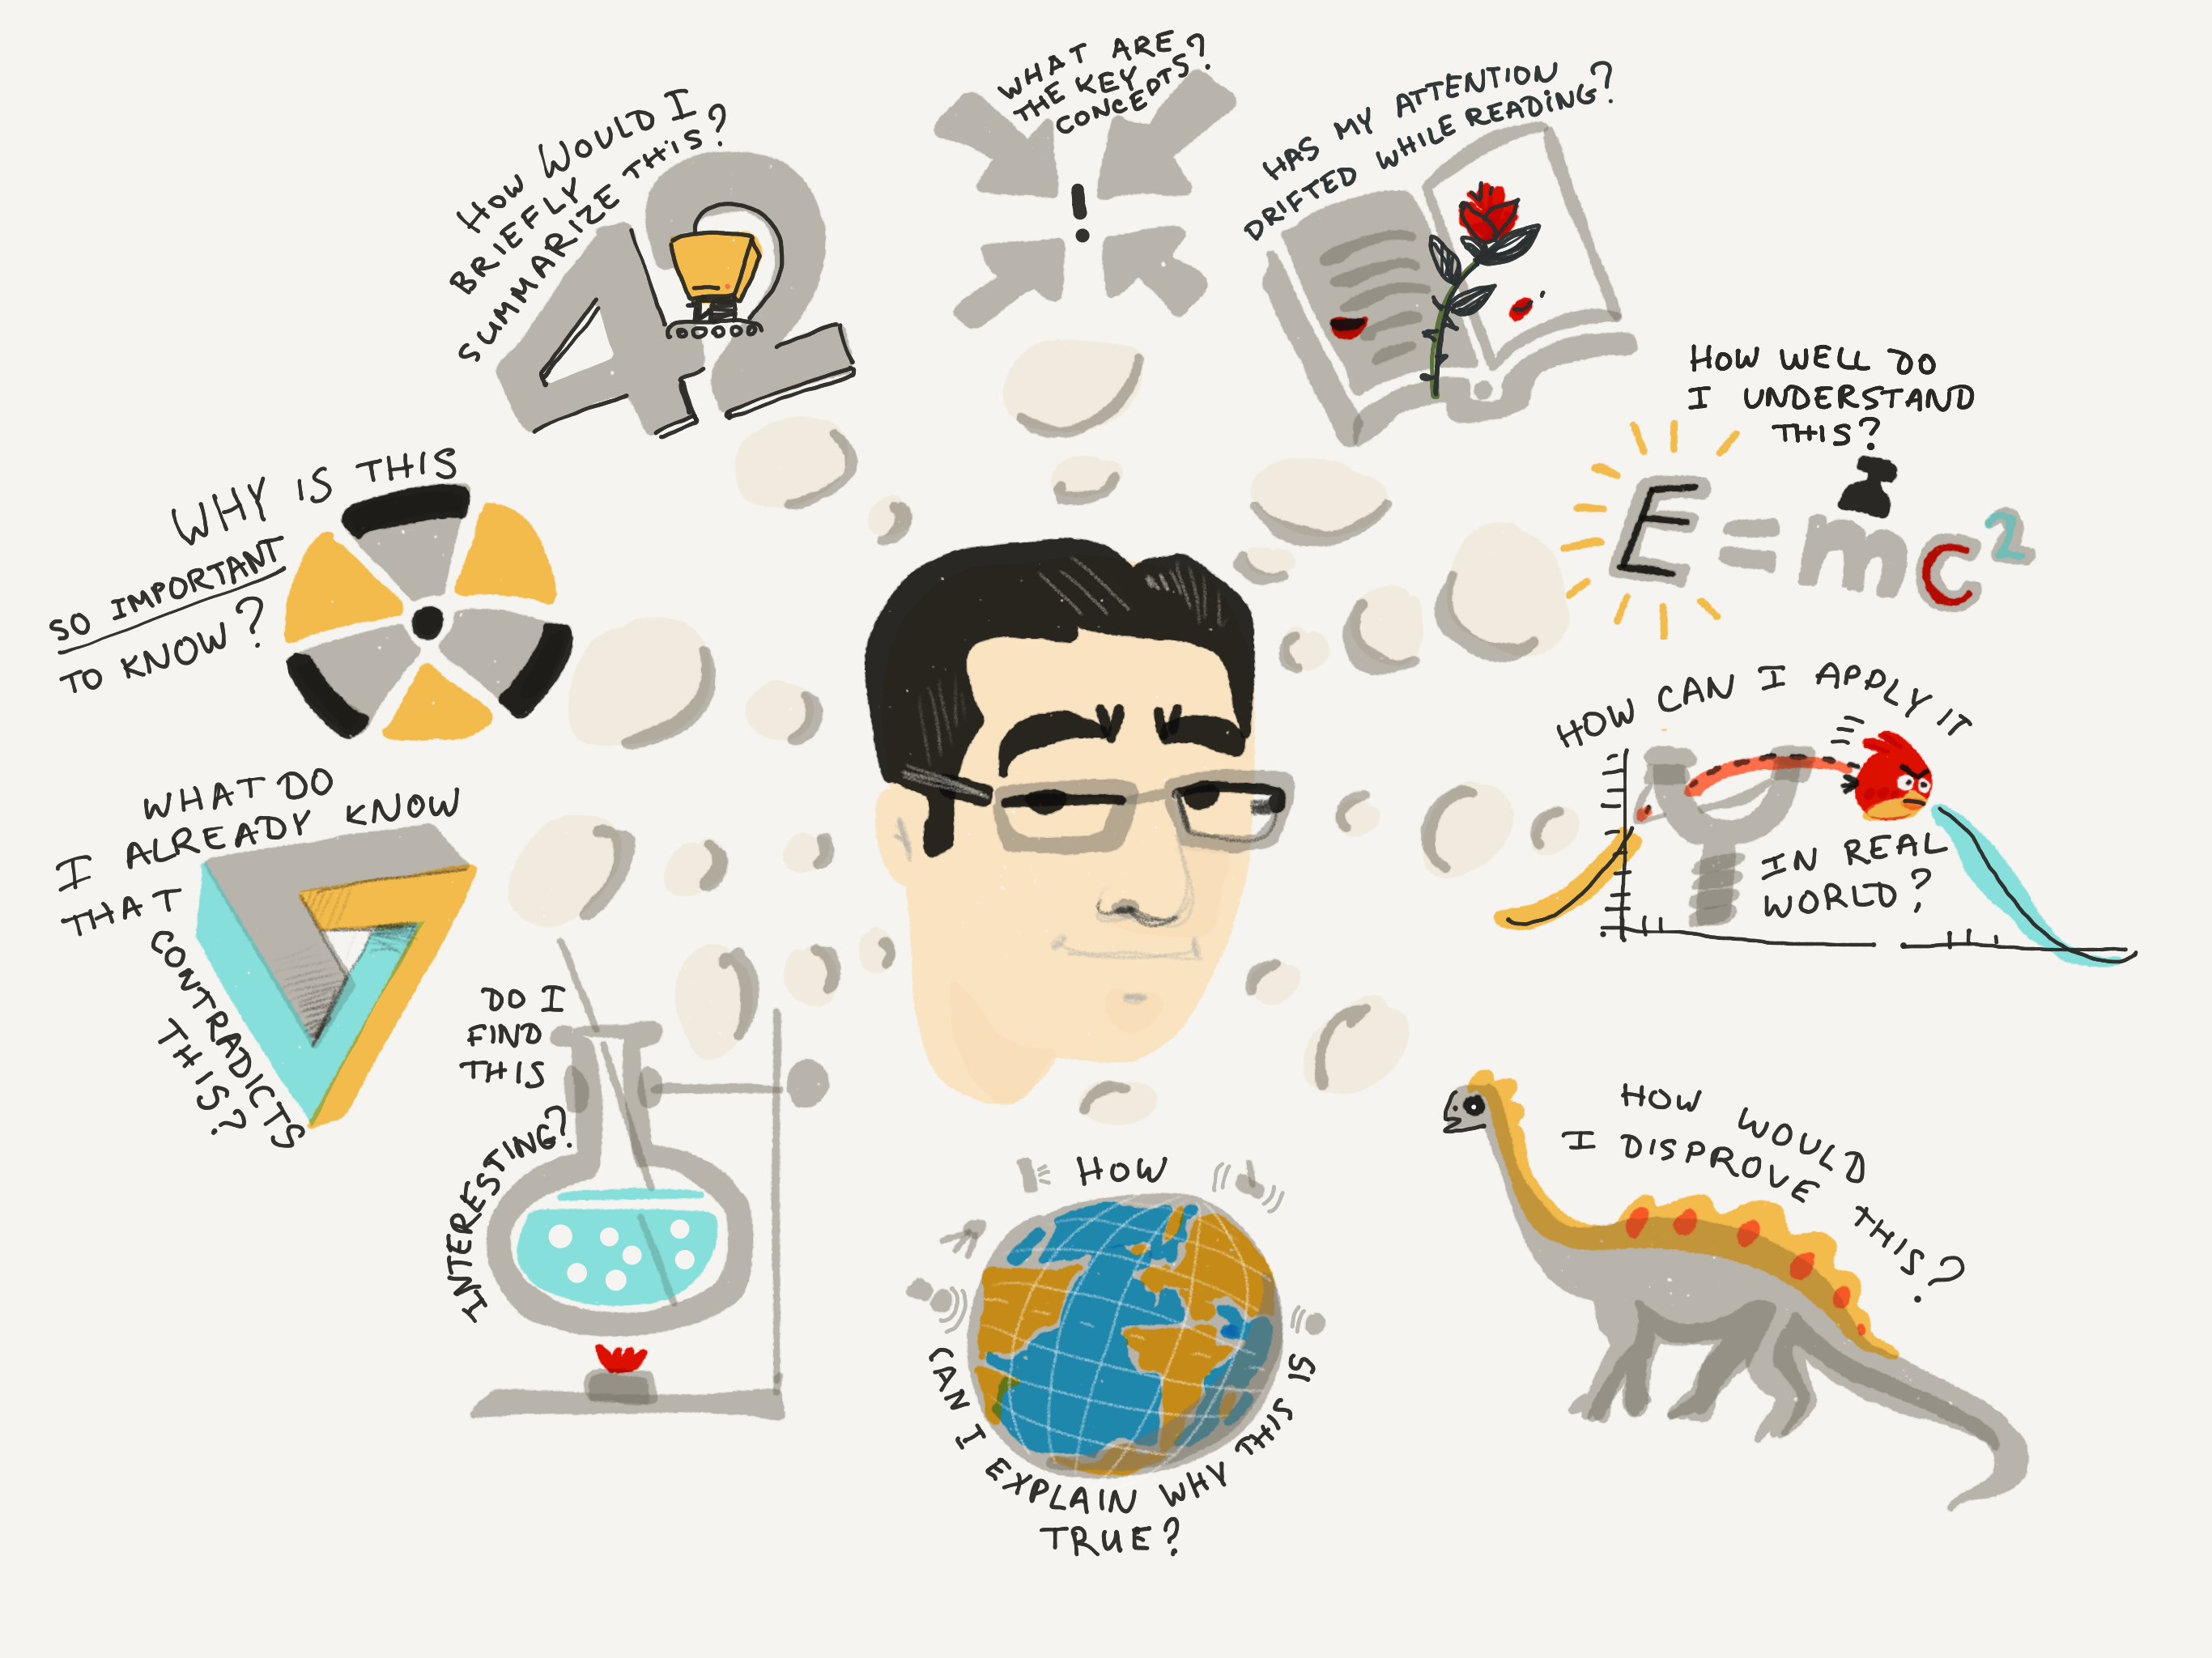 HOW WOULD I
BRIEFLY
SUMMARIZE THIS?
42
WHAT ARE
THE KEY
CONCEPTS?
!
HAS MY ATTENTION
DRIFTED WHILE READING?
HOW WELL DO
I UNDERSTAND
THIS?
E=mc²
HOW CAN I APPLY IT
IN REAL
WORLD?
HOW WOULD
I DISPROVE THIS?
HOW
CAN I EXPLAIN WHY THIS IS
TRUE?
DO I
FIND
THIS
INTERESTING?
WHAT DO
I ALREADY KNOW
THAT
CONTRADICTS
THIS?
WHY IS THIS
SO IMPORTANT
TO KNOW?